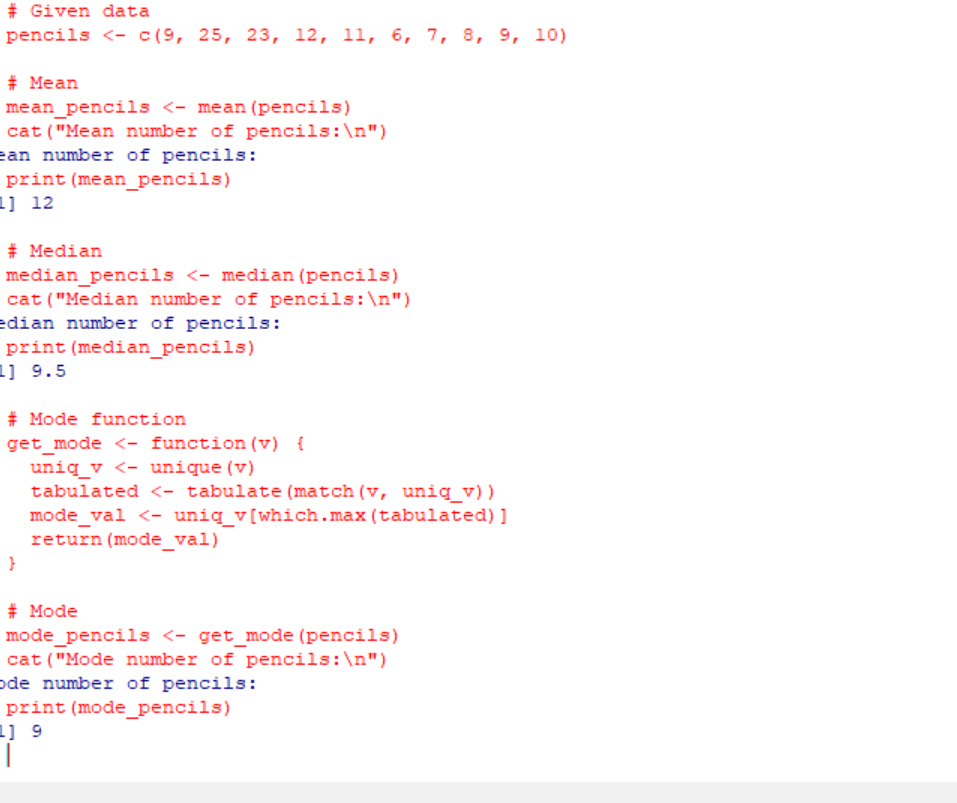 # Given data
pencils <- c(9, 25, 23, 12, 11, 6, 7, 8, 9, 10)
# Mean
mean_pencils <- mean(pencils)
cat("Mean number of pencils:\n")
ean number of pencils:
print(mean_pencils)
1] 12
# Median
median_pencils <- median(pencils)
cat("Median number of pencils:\n")
edian number of pencils:
print(median_pencils)
1] 9.5
# Mode function
get_mode <- function(v) {
  uniq_v <- unique(v)
  tabulated <- tabulate(match(v, uniq_v))
  mode_val <- uniq_v[which.max(tabulated)]
  return(mode_val)
}
# Mode
mode_pencils <- get_mode(pencils)
cat("Mode number of pencils:\n")
ode number of pencils:
print(mode_pencils)
1] 9